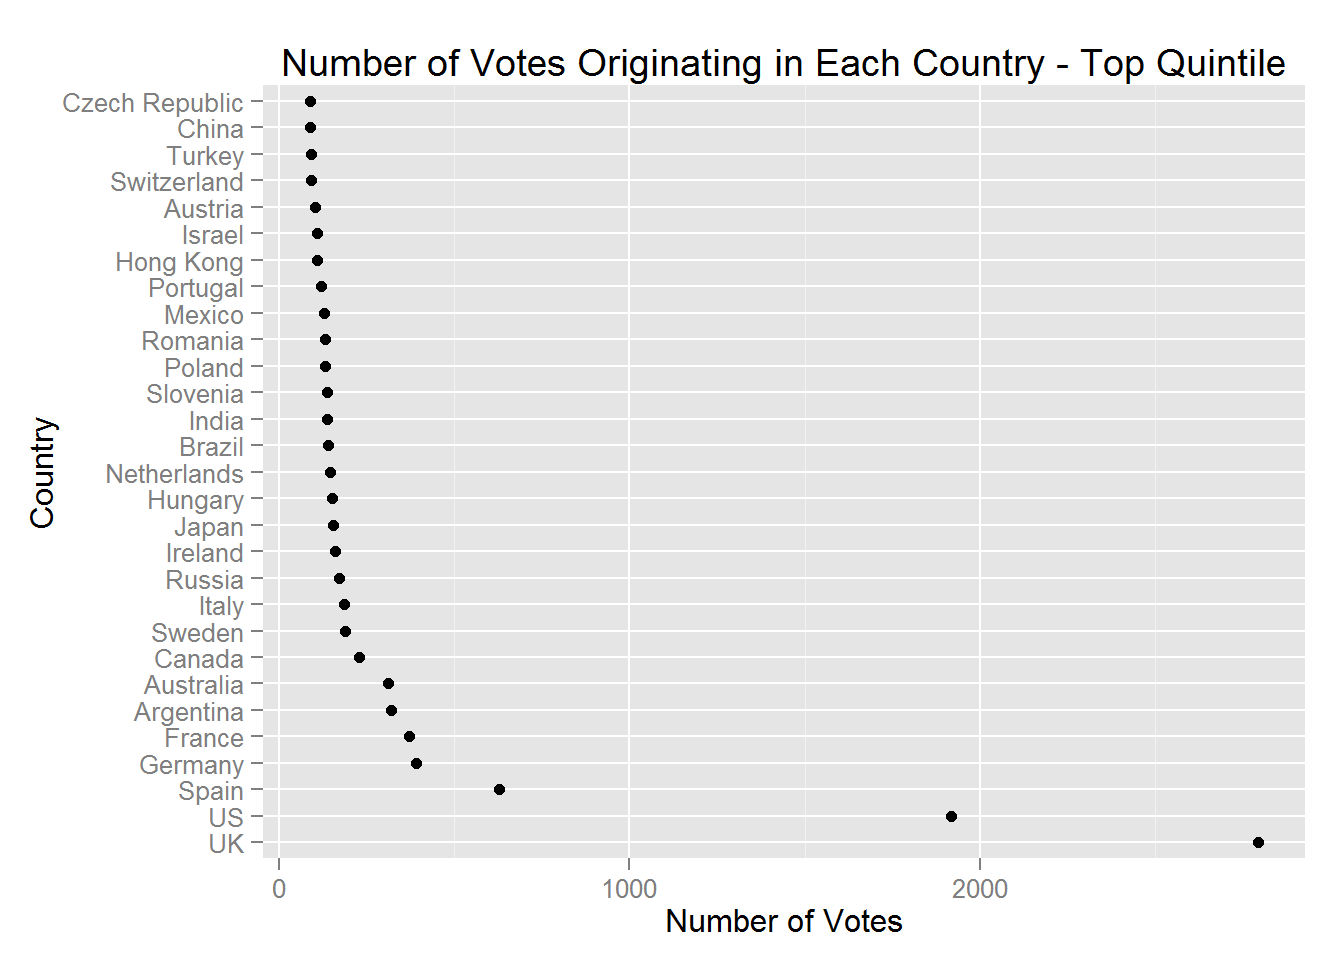 Number of Votes Originating in Each Country - Top Quintile
Czech Republic
China
Turkey
Switzerland
Austria
Israel
Hong Kong
Portugal
Mexico
Romania
Poland
Slovenia
India
Brazil
Netherlands
Hungary
Japan
Ireland
Russia
Italy
Sweden
Canada
Australia
Argentina
France
Germany
Spain
US
UK
Country
0 1000 2000
Number of Votes